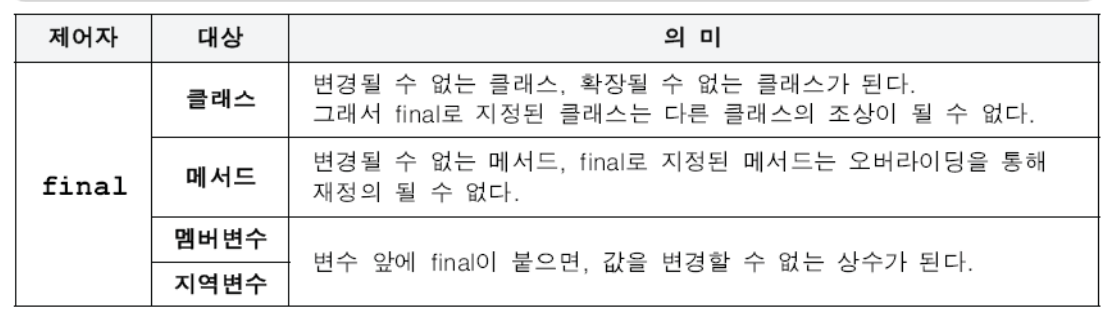 제어자 대상 의 미
final
클래스
변경될 수 없는 클래스, 확장될 수 없는 클래스가 된다.
그래서 final로 지정된 클래스는 다른 클래스의 조상이 될 수 없다.
메서드
변경될 수 없는 메서드, final로 지정된 메서드는 오버라이딩을 통해
재정의 될 수 없다.
멤버변수
지역변수
변수 앞에 final이 붙으면, 값을 변경할 수 없는 상수가 된다.